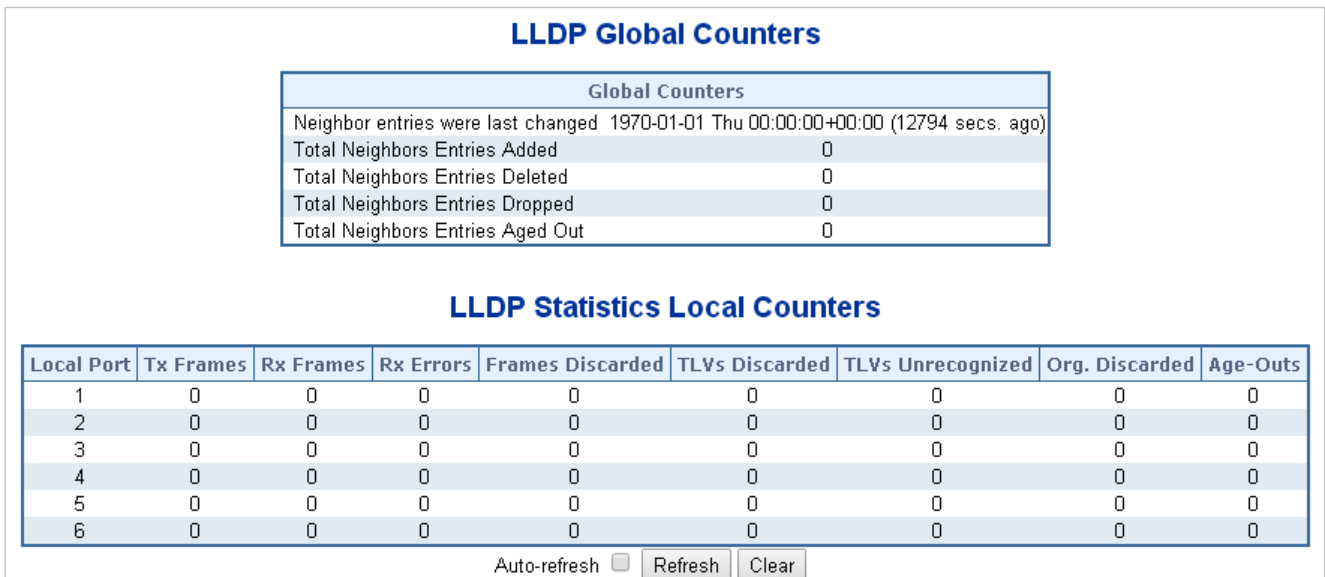 LLDP Global Counters
Global Counters
Neighbor entries were last changed 1970-01-01 Thu 00:00:00+00:00 (12794 secs. ago)
Total Neighbors Entries Added 0
Total Neighbors Entries Deleted 0
Total Neighbors Entries Dropped 0
Total Neighbors Entries Aged Out 0
LLDP Statistics Local Counters
Local Port Tx Frames Rx Frames Rx Errors Frames Discarded TLVs Discarded TLVs Unrecognized Org. Discarded Age-Outs
1 0 0 0 0 0 0 0 0
2 0 0 0 0 0 0 0 0
3 0 0 0 0 0 0 0 0
4 0 0 0 0 0 0 0 0
5 0 0 0 0 0 0 0 0
6 0 0 0 0 0 0 0 0
Auto-refresh Refresh Clear